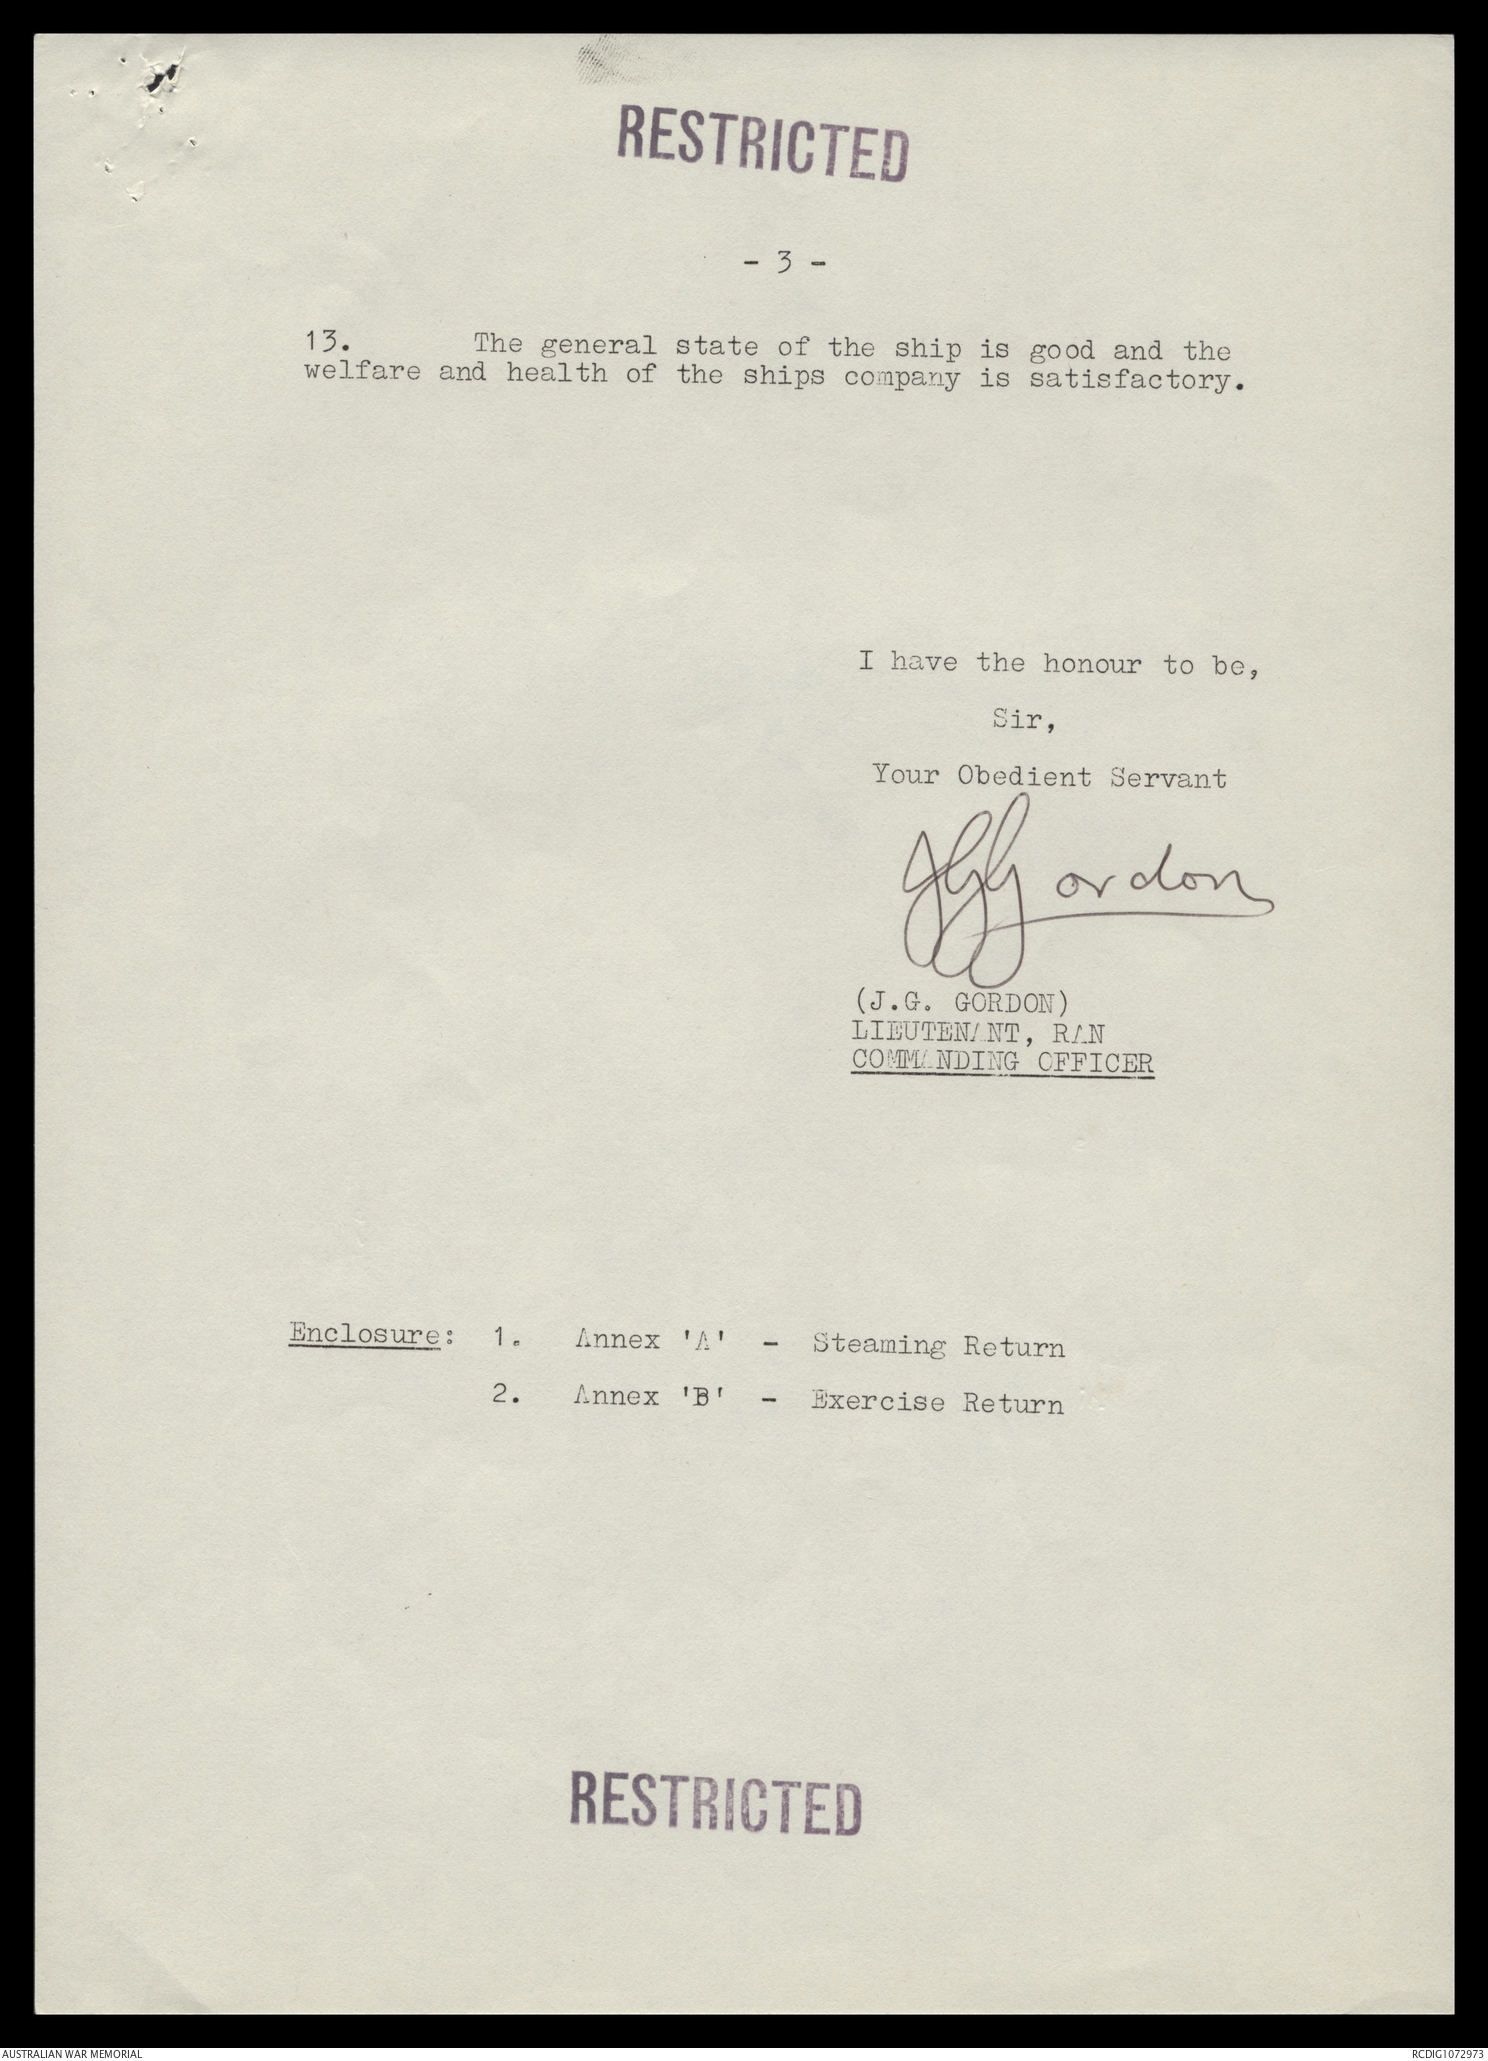 RESTRICTED
- 3 -
13. The general state of the ship is good and the
welfare and health of the ships company is satisfactory.
I have the honour to be,
Sir,
Your Obedient Servant
JGGordon
(J.G. GORDON)
LIEUTENANT, RAN
COMMANDING OFFICER
Enclosure: 1. Annex 'A' - Steaming Return
2. Annex 'B' - Exercise Return
RESTRICTED
AUSTRALIAN WAR MEMORIAL
RCDIG1072973